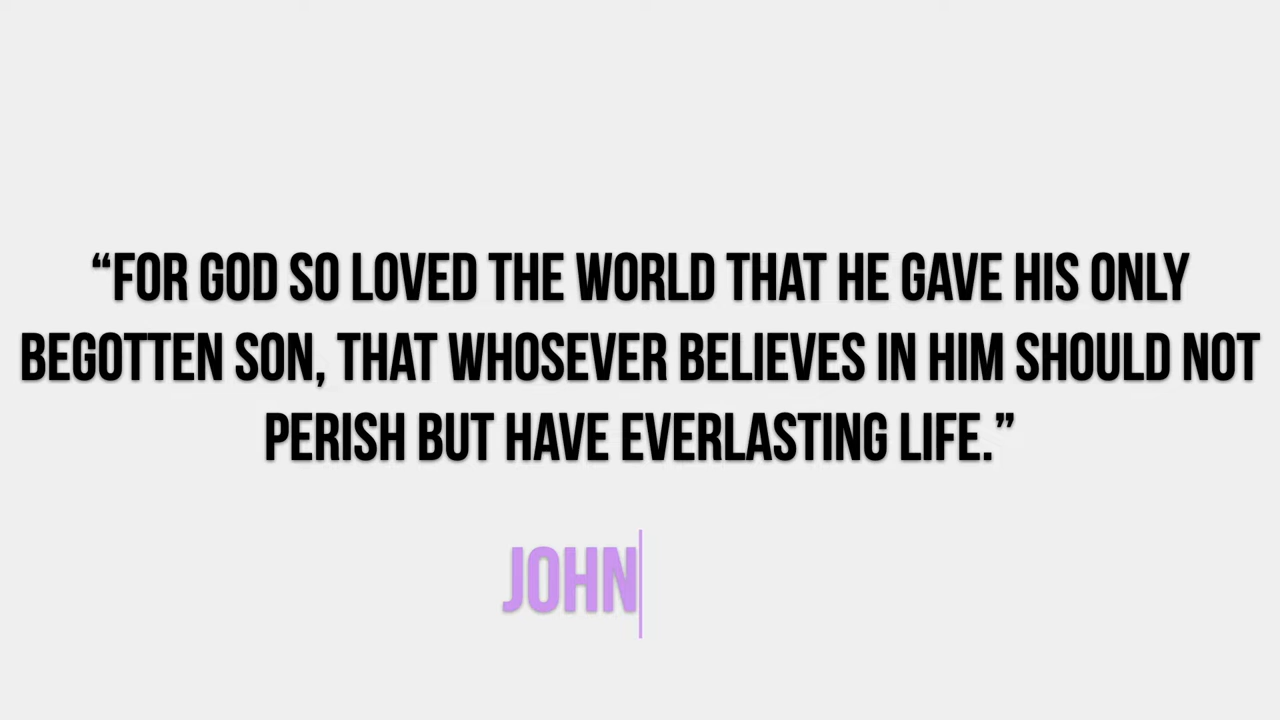 “FOR GOD SO LOVED THE WORLD THAT HE GAVE HIS ONLY
BEGOTTEN SON, THAT WHOSEVER BELIEVES IN HIM SHOULD NOT
PERISH BUT HAVE EVERLASTING LIFE.”
JOHN